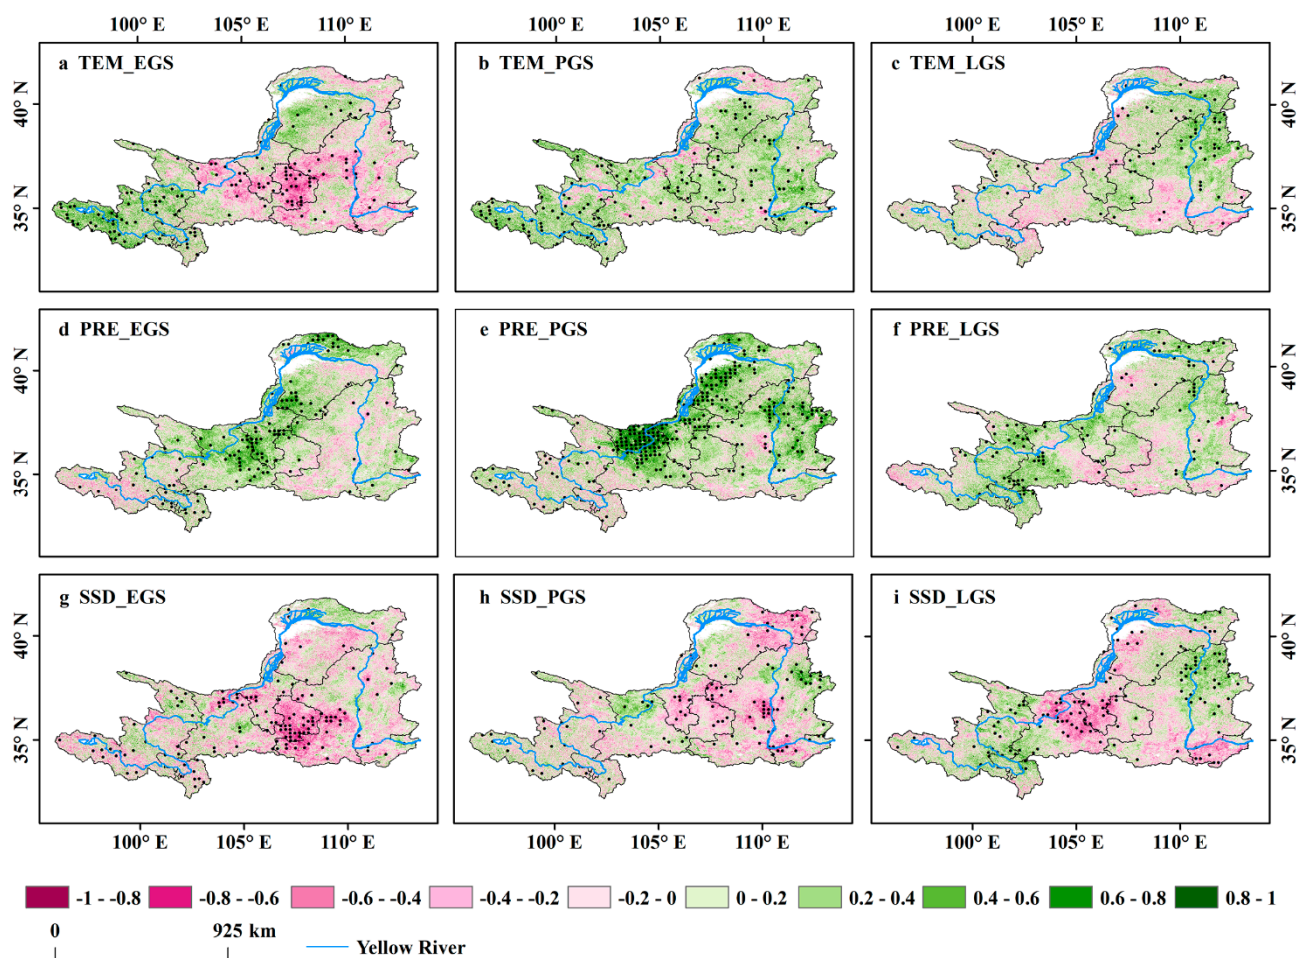 100° E 105° E 110° E 100° E 105° E 110° E 100° E 105° E 110° E
a TEM_EGS b TEM_PGS c TEM_LGS
40° N 40° N
35° N 35° N
d PRE_EGS e PRE_PGS f PRE_LGS
40° N 40° N
35° N 35° N
g SSD_EGS h SSD_PGS i SSD_LGS
40° N 40° N
35° N 35° N
100° E 105° E 110° E 100° E 105° E 110° E 100° E 105° E 110° E
-1 - -0.8 -0.8 - -0.6 -0.6 - -0.4 -0.4 - -0.2 -0.2 - 0 0 - 0.2 0.2 - 0.4 0.4 - 0.6 0.6 - 0.8 0.8 - 1
0 925 km
Yellow River